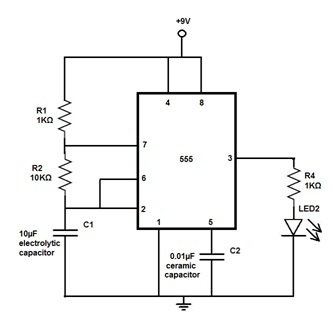 +9V
4
8
R1
1KΩ
7
R2
10KΩ
555
3
R4
1KΩ
6
2
LED2
C1
1
5
10µF
electrolytic
capacitor
0.01µF
ceramic
capacitor
C2